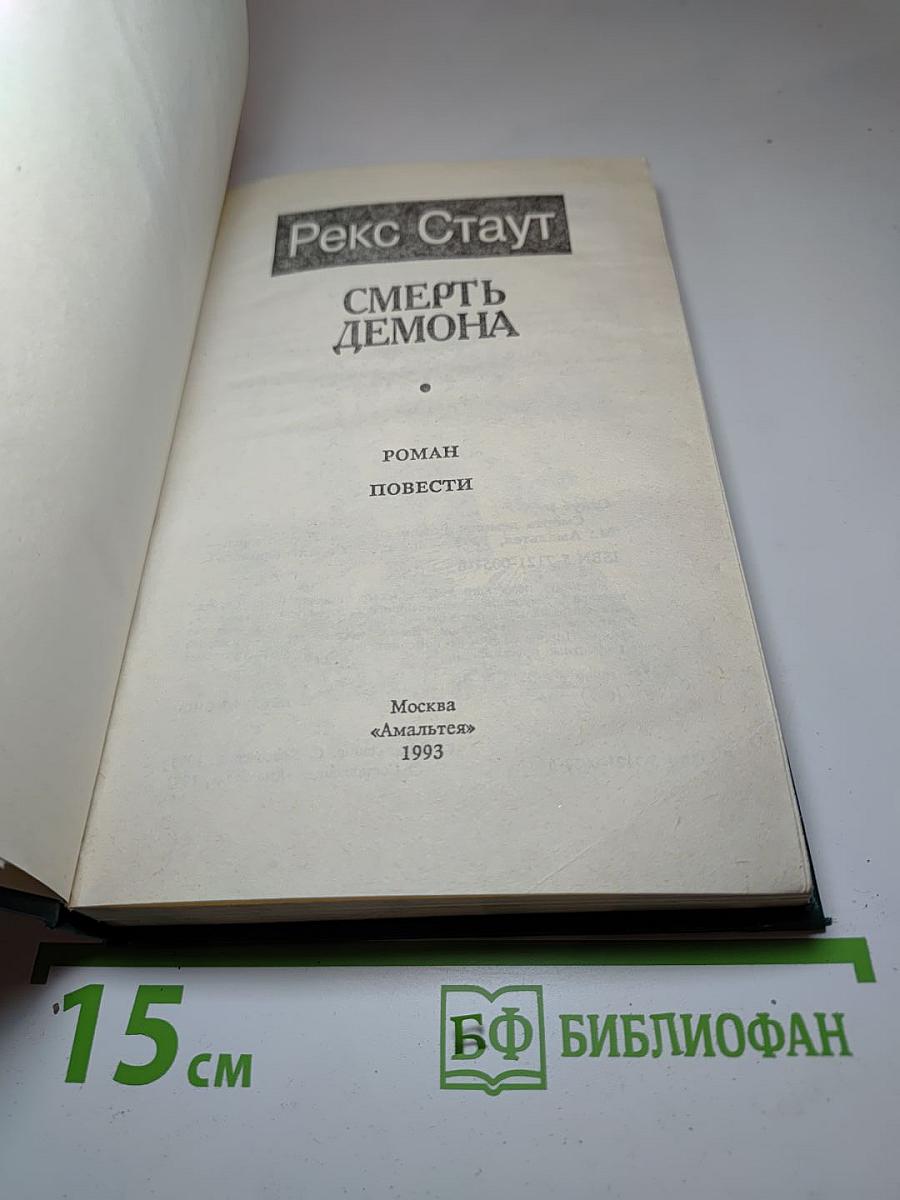 Рекс Стаут
СМЕРТЬ
ДЕМОНА
РОМАН
ПОВЕСТИ
Москва
«Амальтея»
1993
15 см
БФ БИБЛИОФАН